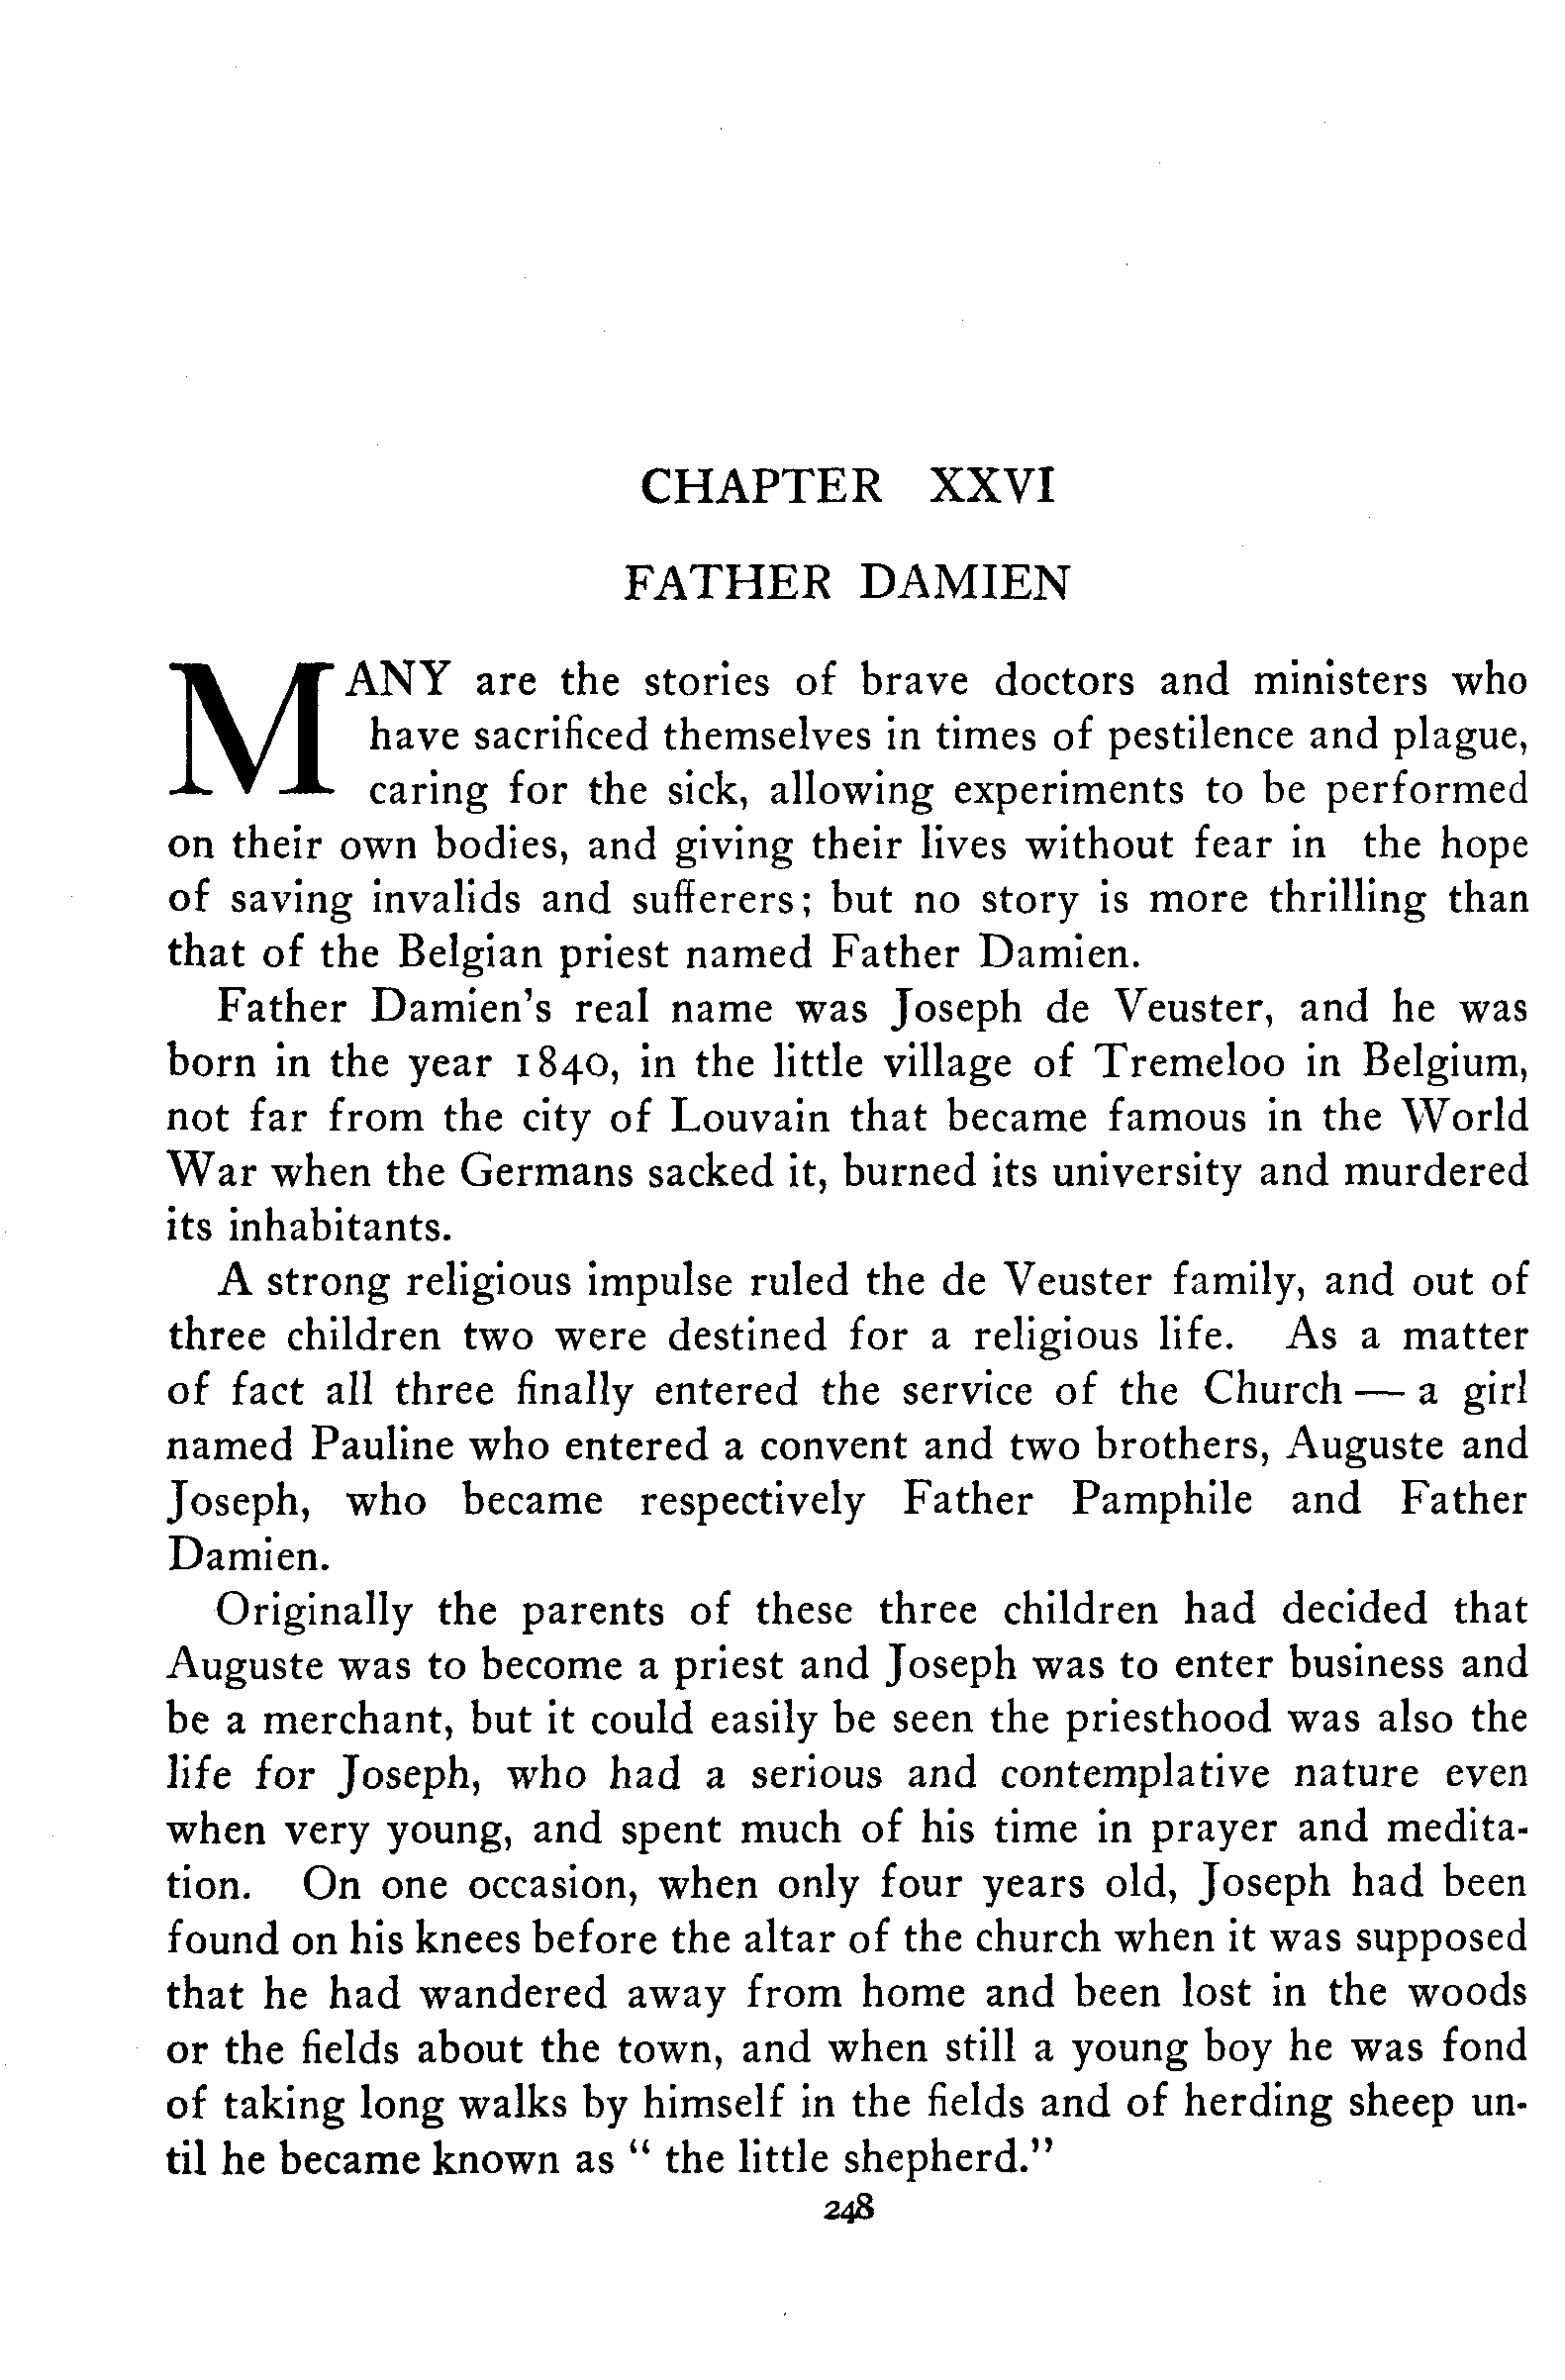 CHAPTER XXVI
FATHER DAMIEN
MANY are the stories of brave doctors and ministers who
have sacrificed themselves in times of pestilence and plague,
caring for the sick, allowing experiments to be performed
on their own bodies, and giving their lives without fear in the hope
of saving invalids and sufferers; but no story is more thrilling than
that of the Belgian priest named Father Damien.
Father Damien's real name was Joseph de Veuster, and he was
born in the year 1840, in the little village of Tremeloo in Belgium,
not far from the city of Louvain that became famous in the World
War when the Germans sacked it, burned its university and murdered
its inhabitants.
A strong religious impulse ruled the de Veuster family, and out of
three children two were destined for a religious life. As a matter
of fact all three finally entered the service of the Church — a girl
named Pauline who entered a convent and two brothers, Auguste and
Joseph, who became respectively Father Pamphile and Father
Damien.
Originally the parents of these three children had decided that
Auguste was to become a priest and Joseph was to enter business and
be a merchant, but it could easily be seen the priesthood was also the
life for Joseph, who had a serious and contemplative nature even
when very young, and spent much of his time in prayer and medita-
tion. On one occasion, when only four years old, Joseph had been
found on his knees before the altar of the church when it was supposed
that he had wandered away from home and been lost in the woods
or the fields about the town, and when still a young boy he was fond
of taking long walks by himself in the fields and of herding sheep un-
til he became known as " the little shepherd."
248